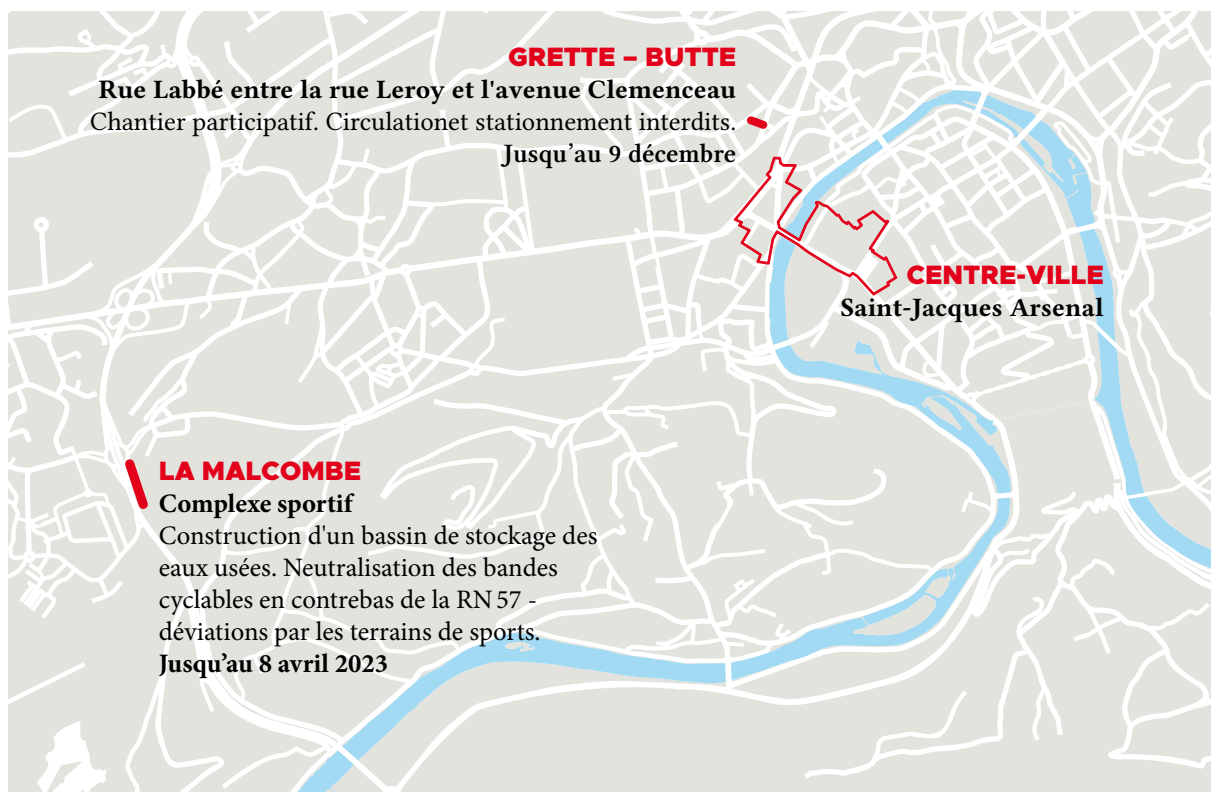 GRETTE – BUTTE
Rue Labbé entre la rue Leroy et l'avenue Clemenceau
Chantier participatif. Circulationet stationnement interdits.
Jusqu’au 9 décembre
CENTRE-VILLE
Saint-Jacques Arsenal
LA MALCOMBE
Complexe sportif
Construction d'un bassin de stockage des
eaux usées. Neutralisation des bandes
cyclables en contrebas de la RN 57 -
déviations par les terrains de sports.
Jusqu’au 8 avril 2023